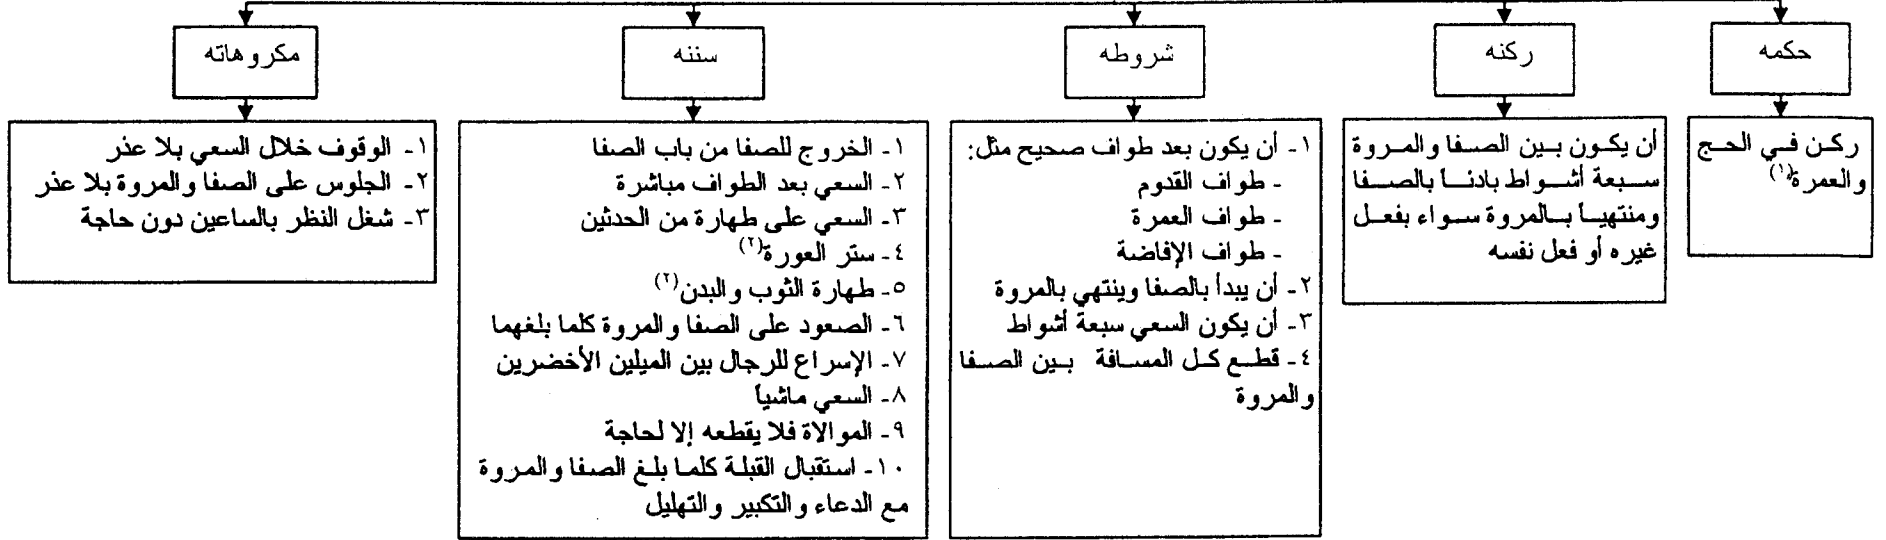 حكمه
ركن في الحج
والعمرة(١)
ركنه
أن يكون بين الصفا والمروة
سبعة أشواط بادئاً بالصفا
ومنتهياً بالمروة سواء بفعل
غيره أو فعل نفسه
شروطه
١- أن يكون بعد طواف صحيح مثل:
- طواف القدوم
- طواف العمرة
- طواف الإفاضة
٢- أن يبدأ بالصفا وينتهي بالمروة
٣- أن يكون السعي سبعة أشواط
٤- قطع كل المسافة بين الصفا
والمروة
سننه
١- الخروج للصفا من باب الصفا
٢- السعي بعد الطواف مباشرة
٣- السعي على طهارة من الحدثين
٤- ستر العورة(٢)
٥- طهارة الثوب والبدن(٢)
٦- الصعود على الصفا والمروة كلما بلغهما
٧- الإسراع للرجال بين الميلين الأخضرين
٨- السعي ماشياً
٩- الموالاة فلا يقطعه إلا لحاجة
١٠- استقبال القبلة كلما بلغ الصفا والمروة
مع الدعاء والتكبير والتهليل
مكروهاته
١- الوقوف خلال السعي بلا عذر
٢- الجلوس على الصفا والمروة بلا عذر
٣- شغل النظر بالساعين دون حاجة